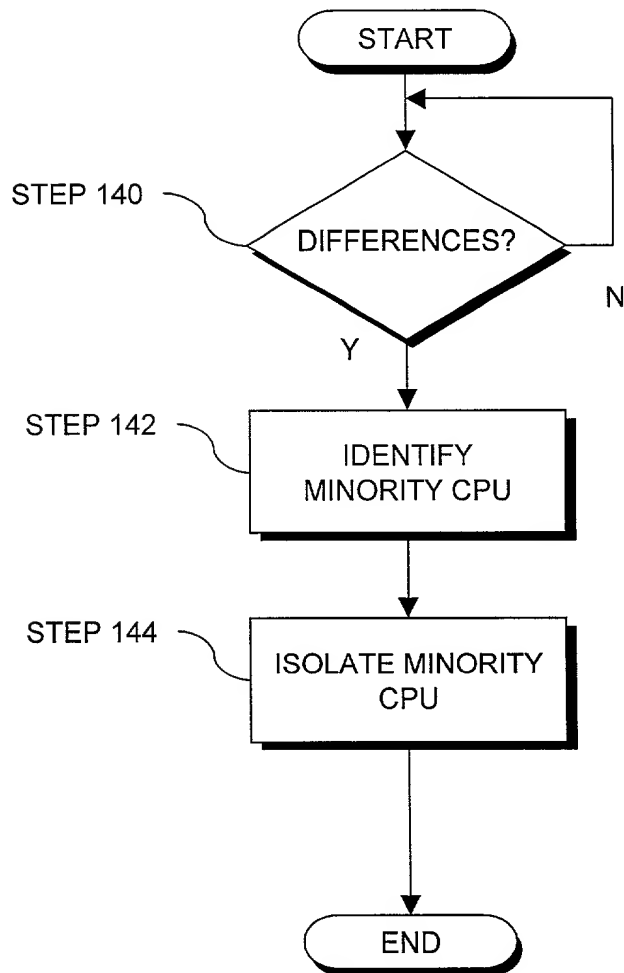 START
STEP 140
DIFFERENCES?
N
Y
STEP 142
IDENTIFY
MINORITY CPU
STEP 144
ISOLATE MINORITY
CPU
END